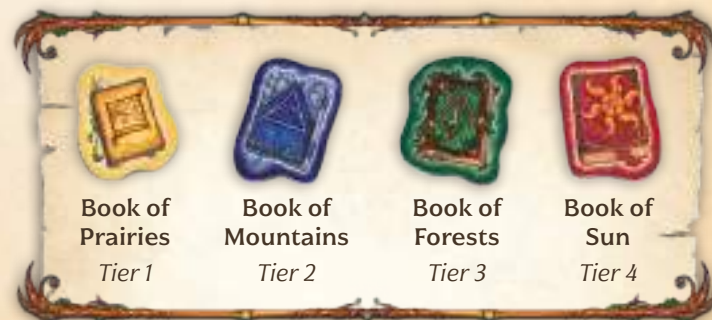 Book of Prairies
Tier 1
Book of Mountains
Tier 2
Book of Forests
Tier 3
Book of Sun
Tier 4